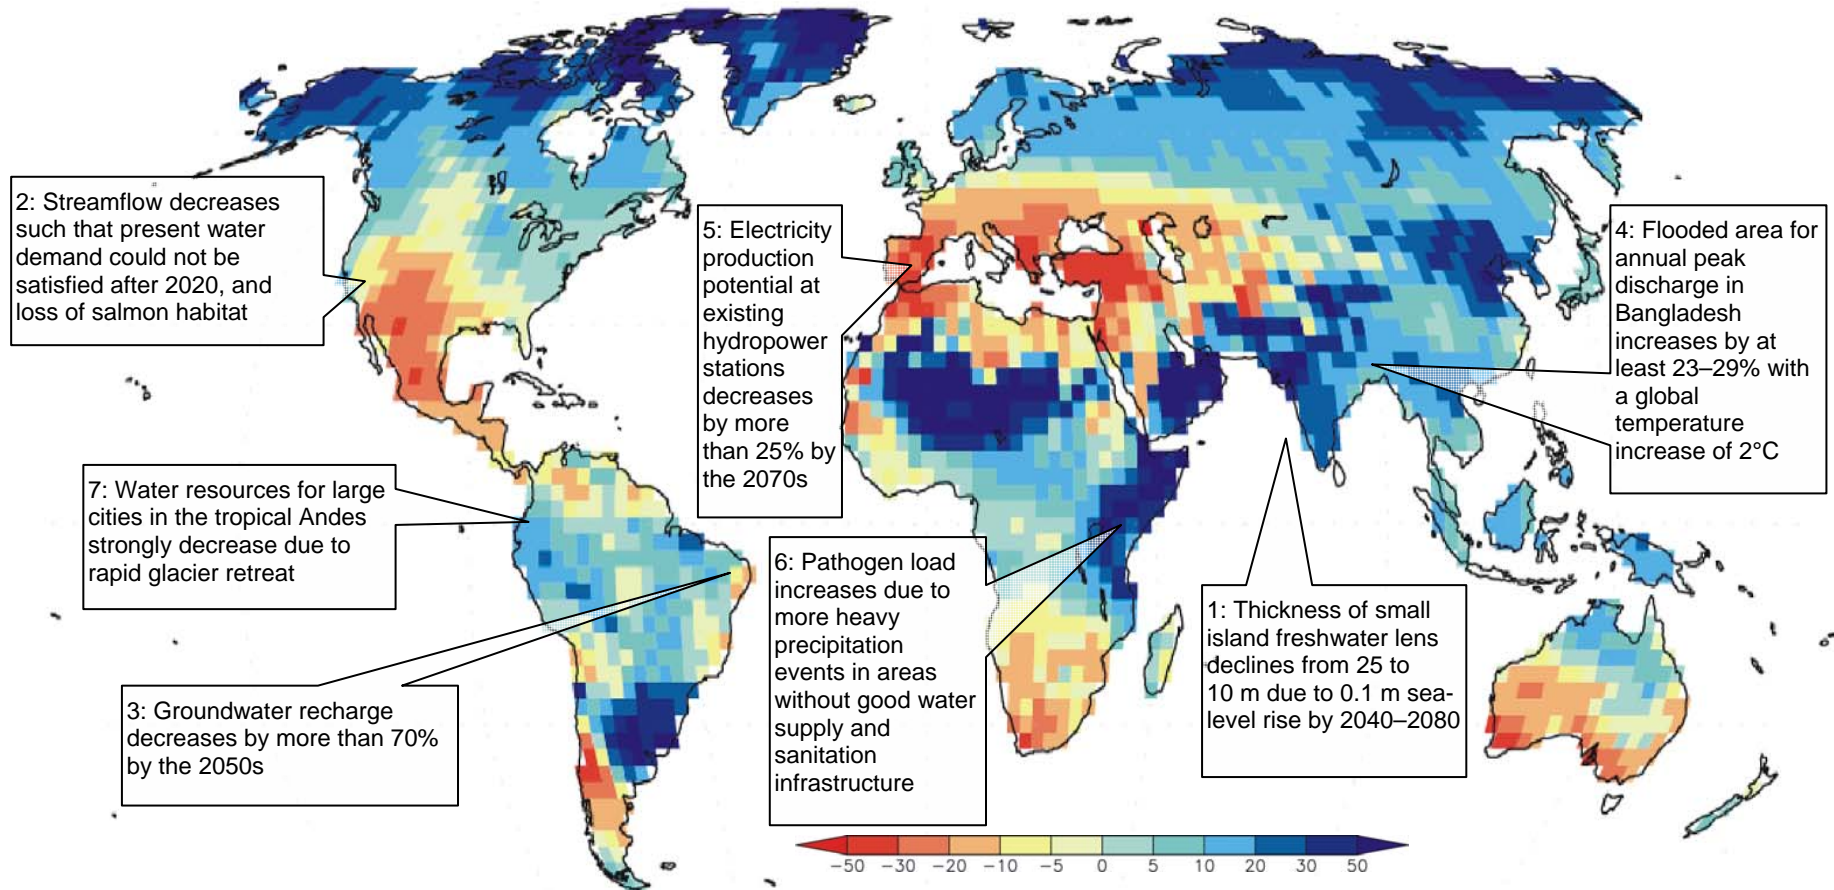 2: Streamflow decreases
such that present water
demand could not be
satisfied after 2020, and
loss of salmon habitat
5: Electricity
production
potential at
existing
hydropower
stations
decreases
by more
than 25% by
the 2070s
4: Flooded area for
annual peak
discharge in
Bangladesh
increases by at
least 23–29% with
a global
temperature
increase of 2°C
7: Water resources for large
cities in the tropical Andes
strongly decrease due to
rapid glacier retreat
6: Pathogen load
increases due to
more heavy
precipitation
events in areas
without good water
supply and
sanitation
infrastructure
1: Thickness of small
island freshwater lens
declines from 25 to
10 m due to 0.1 m sea-
level rise by 2040–2080
3: Groundwater recharge
decreases by more than 70%
by the 2050s
−50 −30 −20 −10 −5 0 5 10 20 30 50